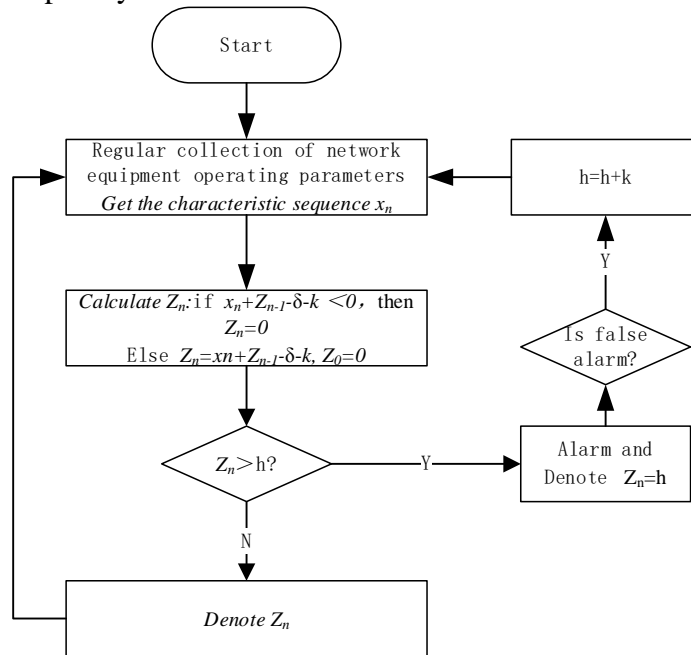 Start
Regular collection of network
equipment operating parameters
Get the characteristic sequence xn
h=h+k
Y
Calculate Zn:if xn+Zn-1-δ-k <0, then
Zn=0
Else Zn=xn+Zn-1-δ-k, Z0=0
Is false
alarm?
Zn>h?
Y
Alarm and
Denote Zn=h
N
Denote Zn